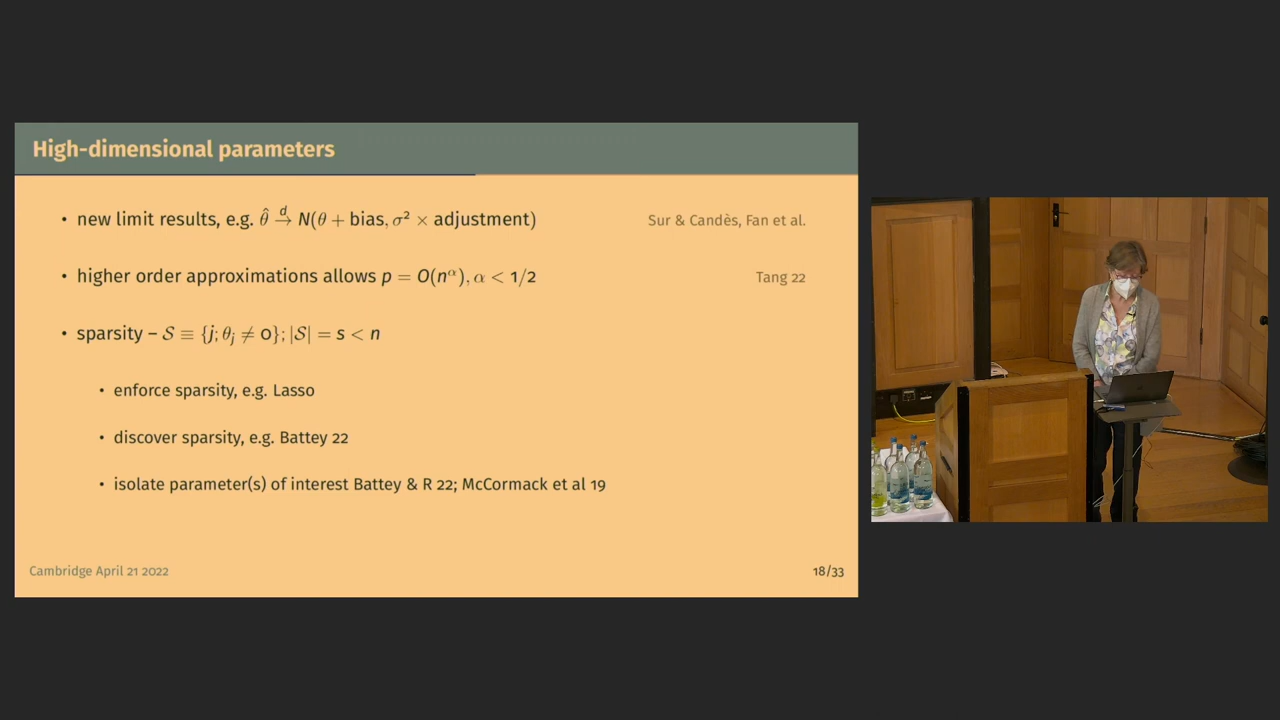 High-dimensional parameters
• new limit results, e.g. θ̂ →ᵈ N(θ + bias, σ² × adjustment) Sur & Candès, Fan et al.
• higher order approximations allows p = O(n^α), α < 1/2 Tang 22
• sparsity – 𝒮 ≡ {j; θ_j ≠ 0}; |𝒮| = s < n
• enforce sparsity, e.g. Lasso
• discover sparsity, e.g. Battey 22
• isolate parameter(s) of interest Battey & R 22; McCormack et al 19
Cambridge April 21 2022 18/33